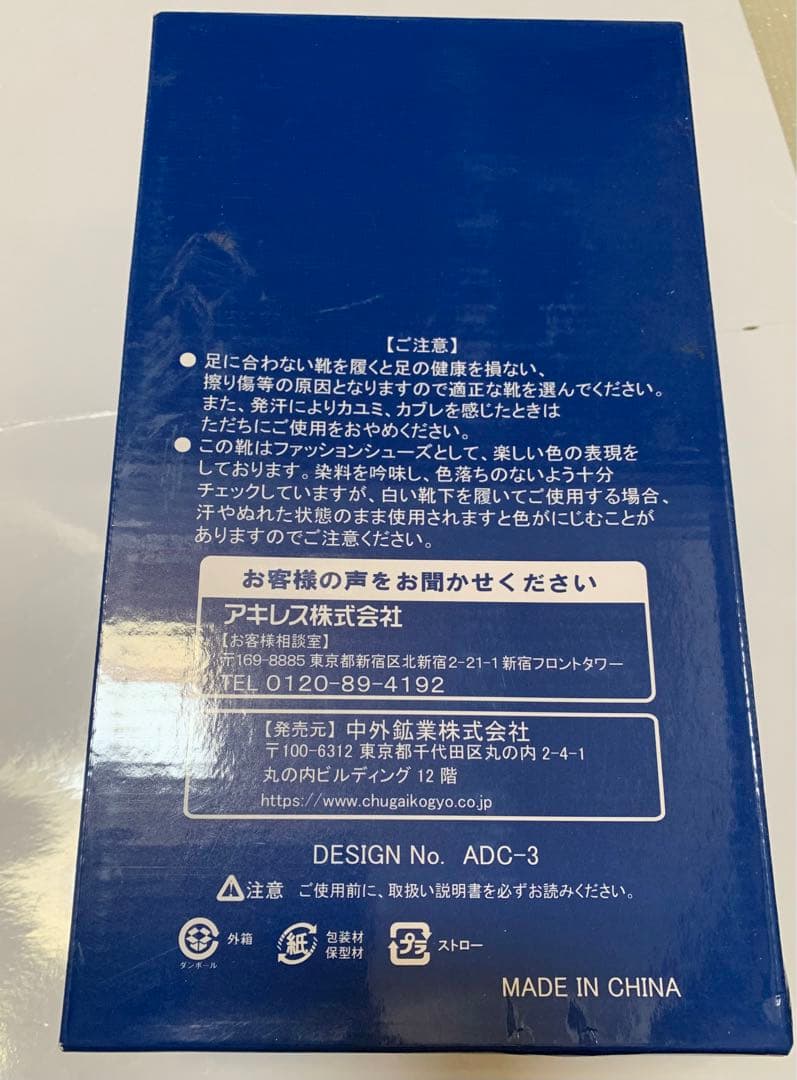 【ご注意】
● 足に合わない靴を履くと足の健康を損ない、
擦り傷等の原因となりますので適正な靴を選んでください。
また、発汗によりカユミ、カブレを感じたときは
ただちにご使用をおやめください。
● この靴はファッションシューズとして、楽しい色の表現を
しております。染料を吟味し、色落ちのないよう十分
チェックしていますが、白い靴下を履いてご使用する場合、
汗やぬれた状態のまま使用されますと色がにじむことが
ありますのでご注意ください。
お客様の声をお聞かせください
アキレス株式会社
【お客様相談室】
〒169-8885 東京都新宿区北新宿2-21-1 新宿フロントタワー
TEL 0120-89-4192
【発売元】 中外鉱業株式会社
〒100-6312 東京都千代田区丸の内 2-4-1
丸の内ビルディング 12 階
https://www.chugaikogyo.co.jp
DESIGN No. ADC-3
注意 ご使用前に、取扱い説明書を必ずお読みください。
ダンボール 外箱 紙 包装材 保型材 プラ ストロー
MADE IN CHINA